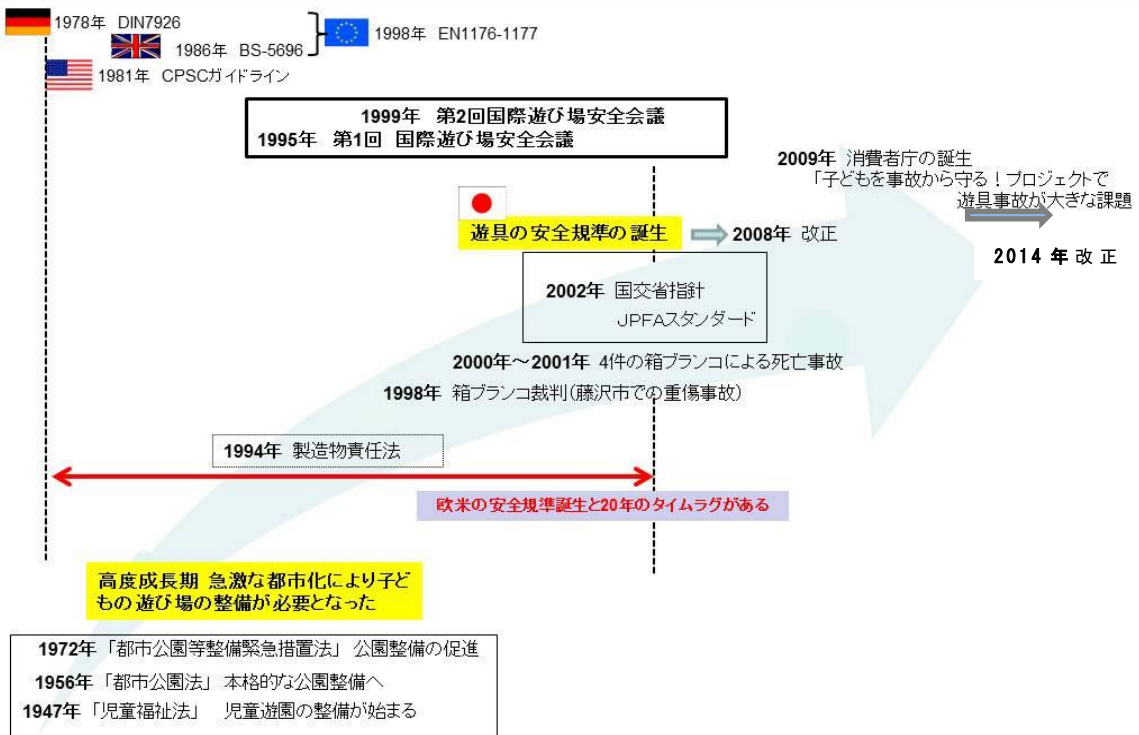 1978年 DIN7926
1986年 BS-5696
1998年 EN1176-1177
1981年 CPSCガイドライン
1999年 第2回国際遊び場安全会議
1995年 第1回 国際遊び場安全会議
2009年 消費者庁の誕生
「子どもを事故から守る！プロジェクトで
遊具事故が大きな課題
遊具の安全規準の誕生
2008年 改正
2014 年 改 正
2002年 国交省指針
JPFAスタンダード
2000年～2001年 4件の箱ブランコによる死亡事故
1998年 箱ブランコ裁判(藤沢市での重傷事故)
1994年 製造物責任法
欧米の安全規準誕生と20年のタイムラグがある
高度成長期 急激な都市化により子ど
もの遊び場の整備が必要となった
1972年「都市公園等整備緊急措置法」 公園整備の促進
1956年「都市公園法」 本格的な公園整備へ
1947年「児童福祉法」 児童遊園の整備が始まる